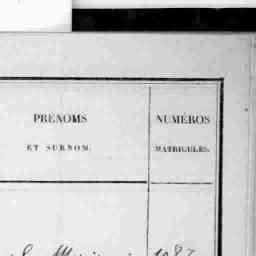 PRÉNOMS
ET SURNOM.
NUMÉROS
MATRICULES.